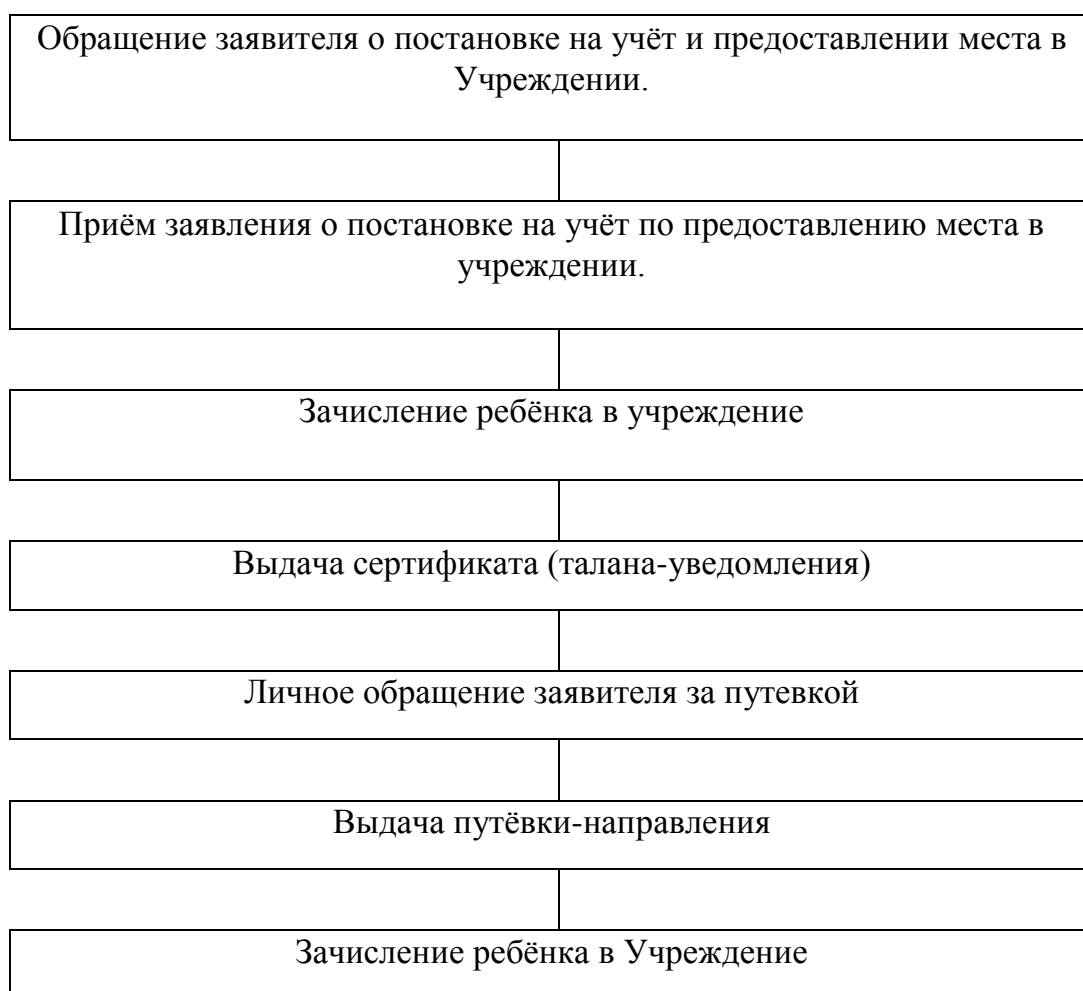 Обращение заявителя о постановке на учёт и предоставлении места в
Учреждении.
Приём заявления о постановке на учёт по предоставлению места в
учреждении.
Зачисление ребёнка в учреждение
Выдача сертификата (талана-уведомления)
Личное обращение заявителя за путевкой
Выдача путёвки-направления
Зачисление ребёнка в Учреждение